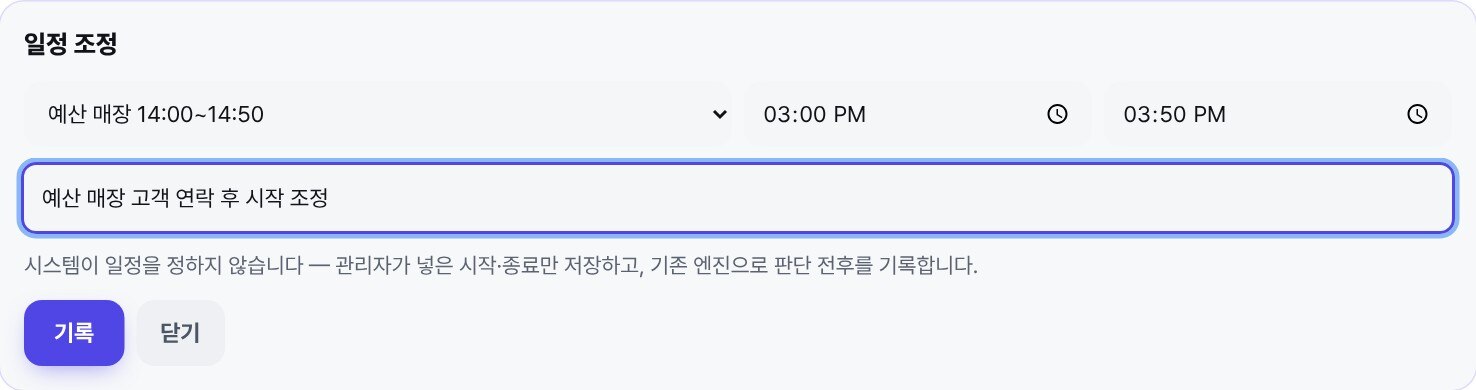 일정 조정
예산 매장 14:00~14:50 03:00 PM 03:50 PM
예산 매장 고객 연락 후 시작 조정
시스템이 일정을 정하지 않습니다 — 관리자가 넣은 시작·종료만 저장하고, 기존 엔진으로 판단 전후를 기록합니다.
기록 닫기